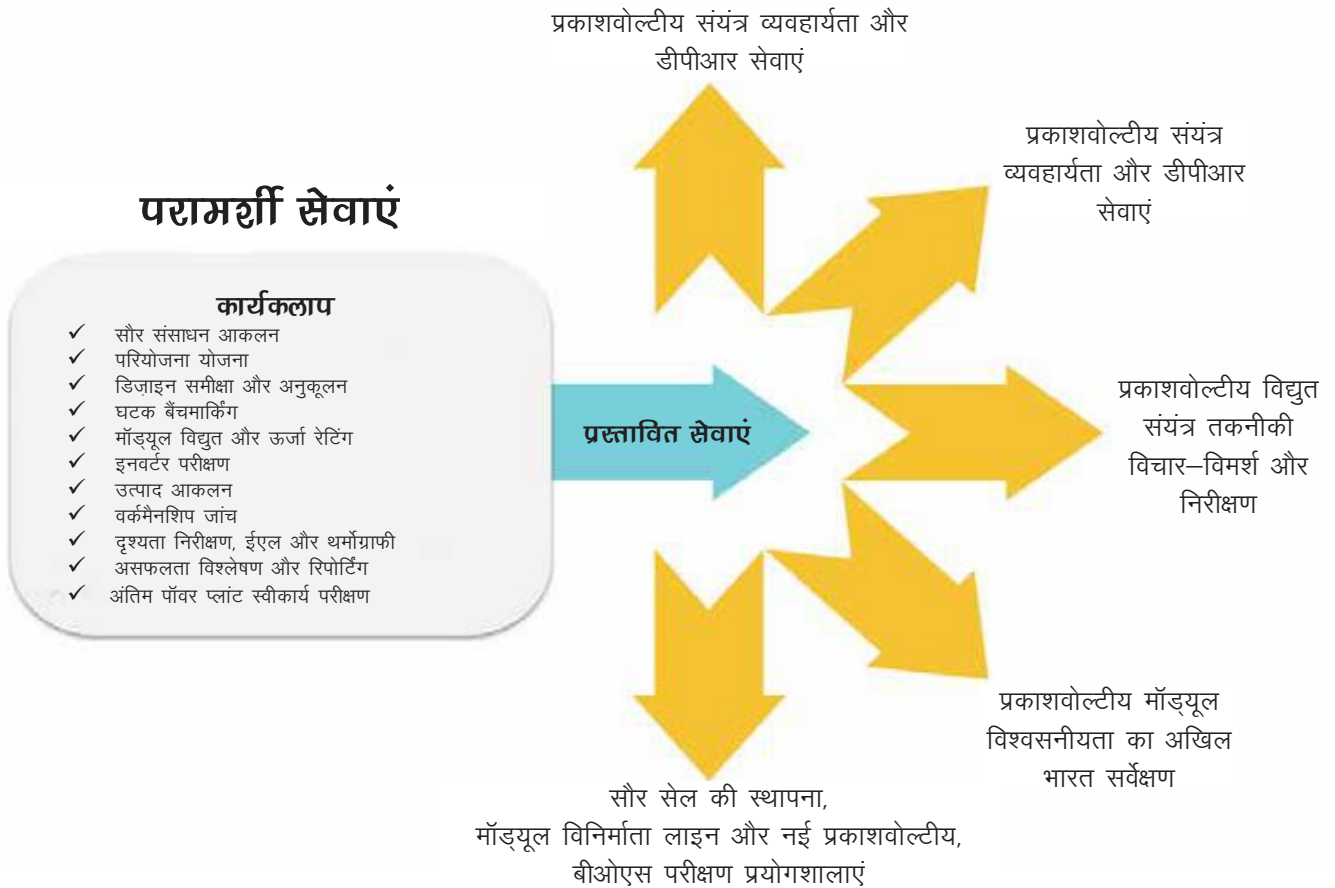 प्रकाशवोल्टीय संयंत्र व्यवहार्यता और
डीपीआर सेवाएं
प्रकाशवोल्टीय संयंत्र
व्यवहार्यता और डीपीआर
सेवाएं
परामर्शी सेवाएं
कार्यकलाप
✓ सौर संसाधन आकलन
✓ परियोजना योजना
✓ डिज़ाइन समीक्षा और अनुकूलन
✓ घटक बैंचमार्किंग
✓ मॉड्यूल विद्युत और ऊर्जा रेटिंग
✓ इनवर्टर परीक्षण
✓ उत्पाद आकलन
✓ वर्कमैनशिप जांच
✓ दृश्यता निरीक्षण, ईएल और थर्मोग्राफी
✓ असफलता विश्लेषण और रिपोर्टिंग
✓ अंतिम पॉवर प्लांट स्वीकार्य परीक्षण
प्रस्तावित सेवाएं
प्रकाशवोल्टीय विद्युत
संयंत्र तकनीकी
विचार–विमर्श और
निरीक्षण
प्रकाशवोल्टीय मॉड्यूल
विश्वसनीयता का अखिल
भारत सर्वेक्षण
सौर सेल की स्थापना,
मॉड्यूल विनिर्माता लाइन और नई प्रकाशवोल्टीय,
बीओएस परीक्षण प्रयोगशालाएं